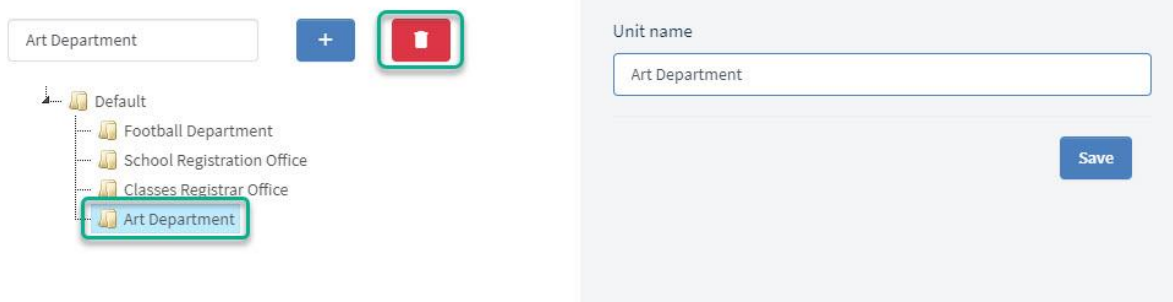 Art Department
+
Default
Football Department
School Registration Office
Classes Registrar Office
Art Department
Unit name
Art Department
Save